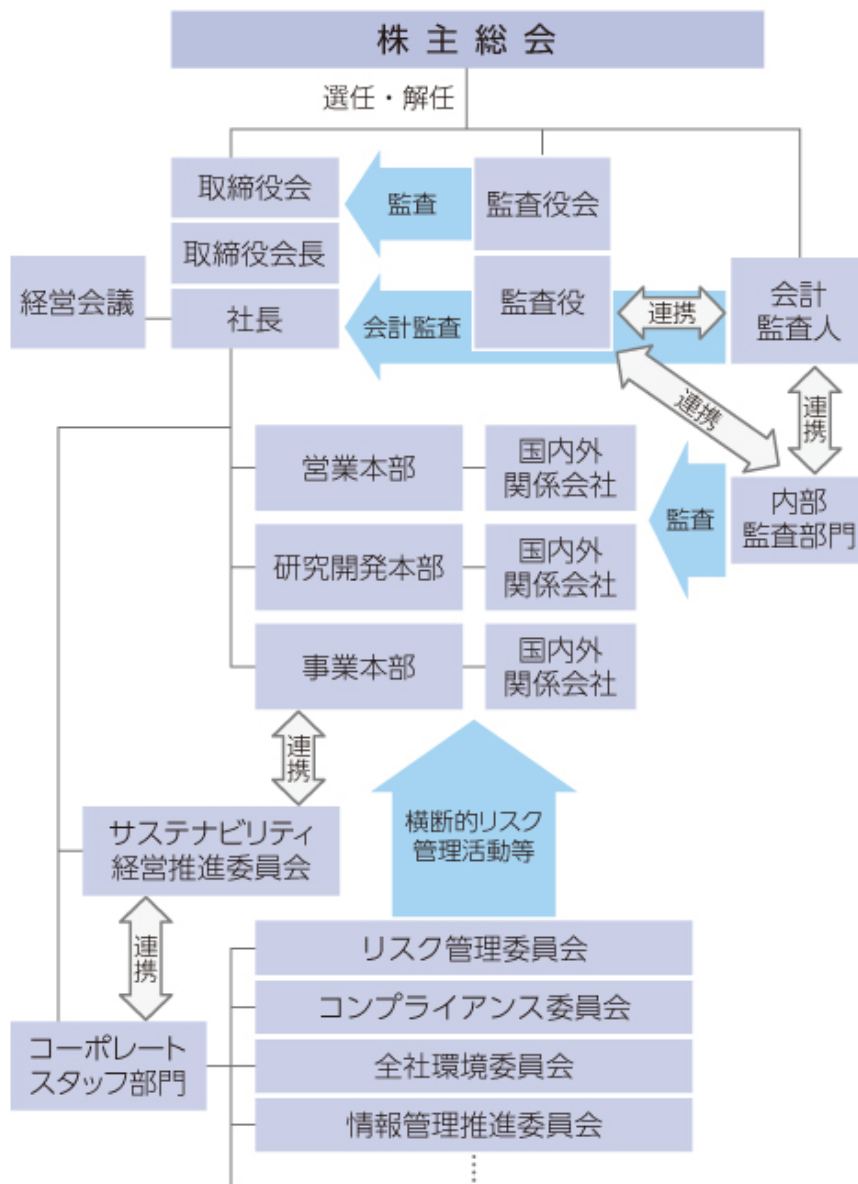 株主総会
選任・解任
取締役会
監査
監査役会
取締役会長
経営会議
社長
会計監査
監査役
連携
会計
監査人
連携
連携
営業本部
国内外
関係会社
監査
内部
監査部門
研究開発本部
国内外
関係会社
事業本部
国内外
関係会社
連携
サステナビリティ
経営推進委員会
横断的リスク
管理活動等
連携
リスク管理委員会
コンプライアンス委員会
コーポレート
スタッフ部門
全社環境委員会
情報管理推進委員会